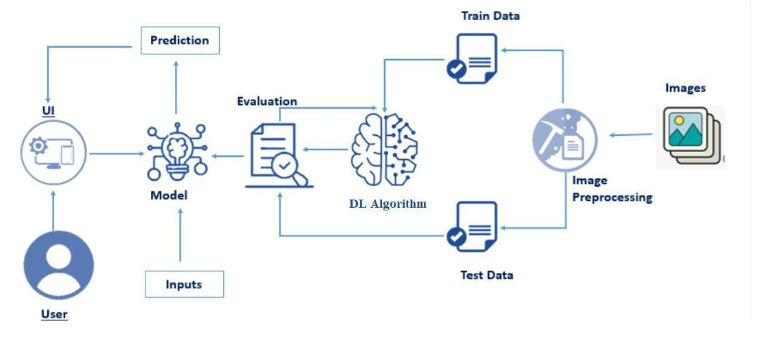 Train Data
Prediction
Images
Evaluation
UI
Model
DL Algorithm
Image
Preprocessing
Test Data
Inputs
User